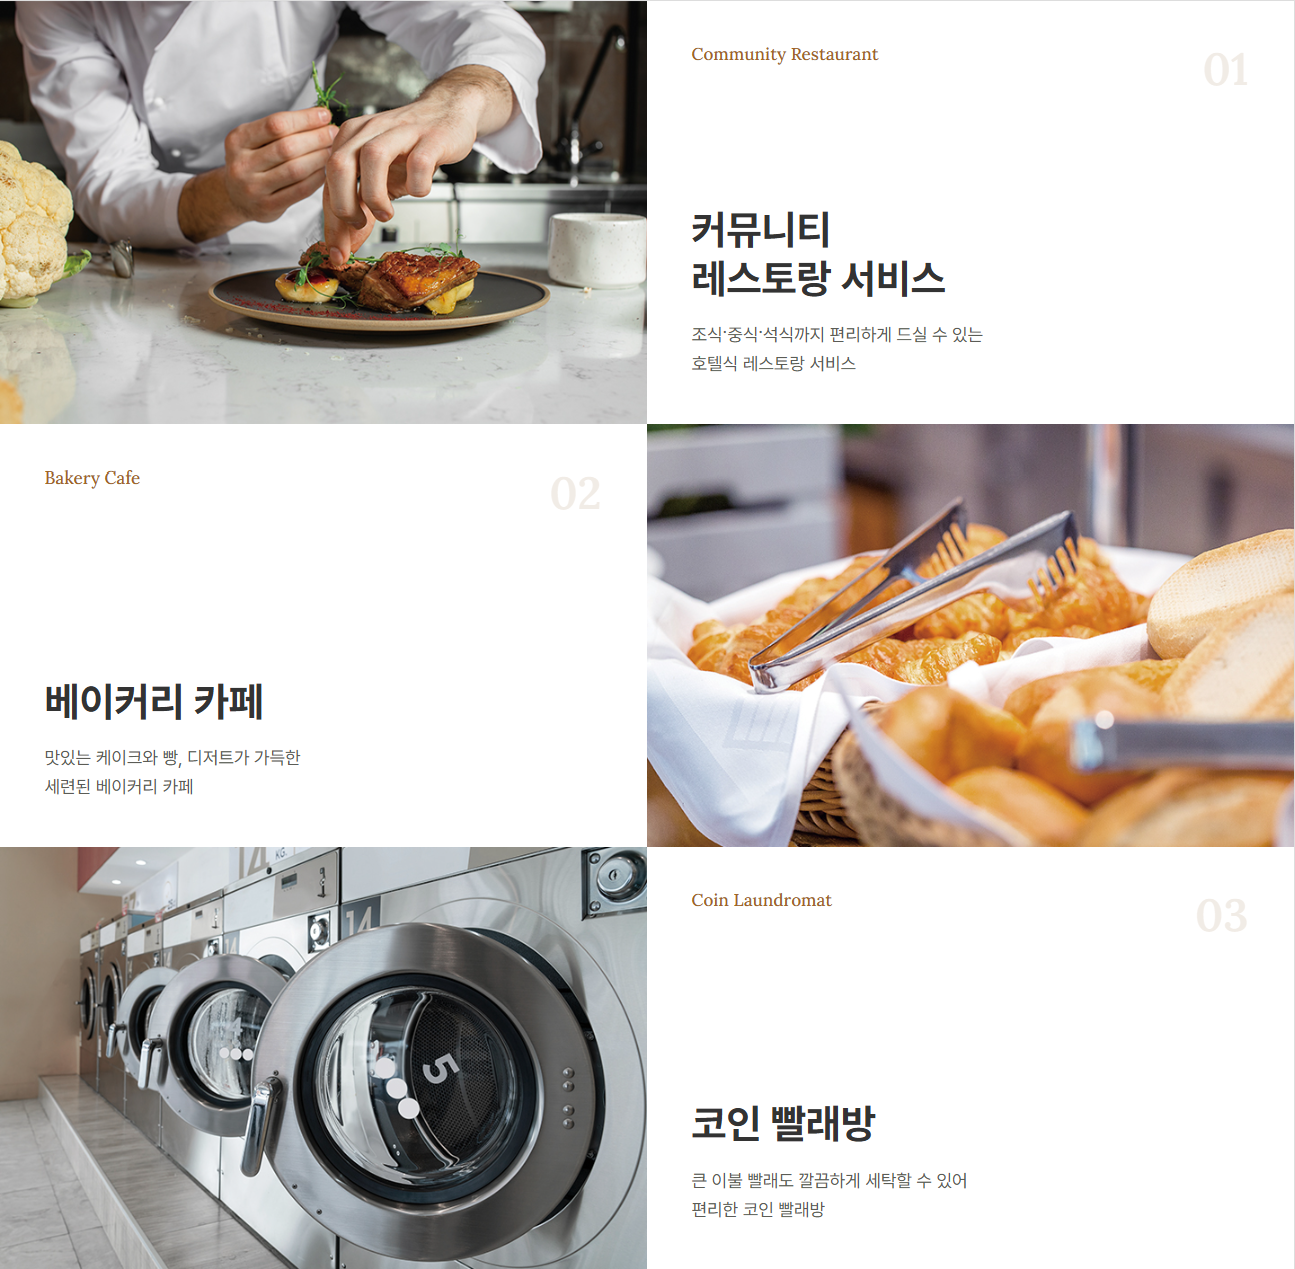 Community Restaurant
01
커뮤니티
레스토랑 서비스
조식·중식·석식까지 편리하게 드실 수 있는
호텔식 레스토랑 서비스
Bakery Cafe
02
베이커리 카페
맛있는 케이크와 빵, 디저트가 가득한
세련된 베이커리 카페
14
KG.
14
14
5
Coin Laundromat
03
코인 빨래방
큰 이불 빨래도 깔끔하게 세탁할 수 있어
편리한 코인 빨래방